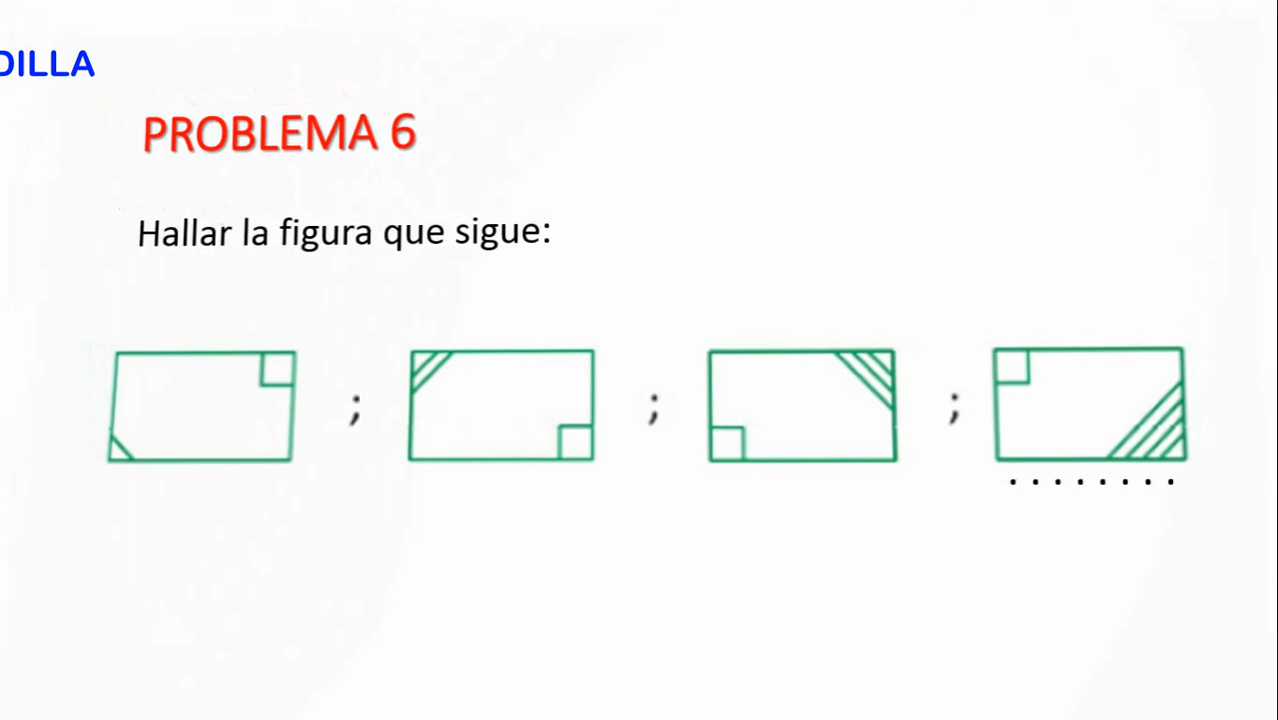 DILLA
PROBLEMA 6
Hallar la figura que sigue:
; ; ;
. . . . . . . .